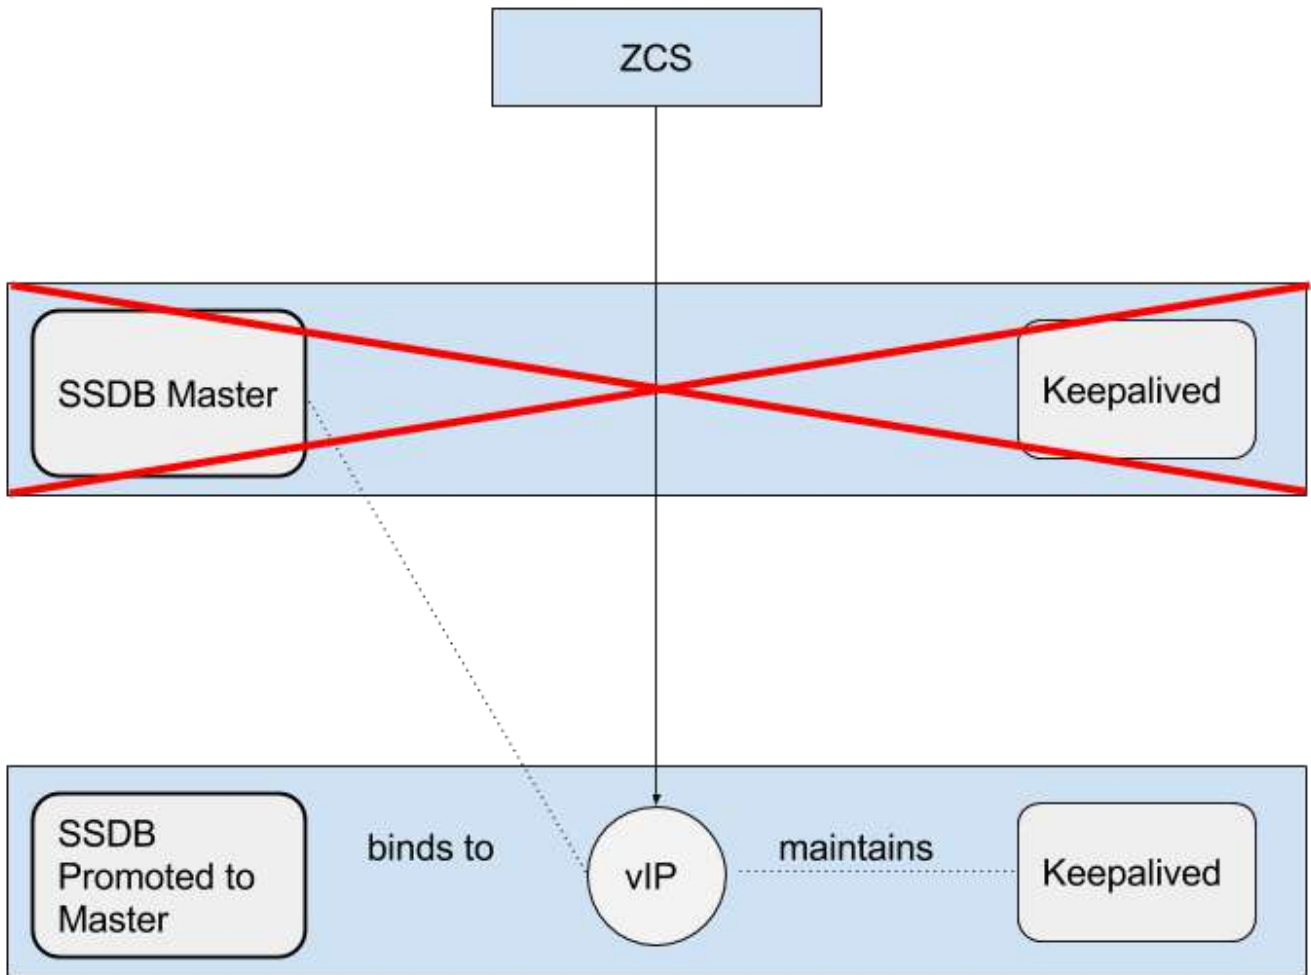 ZCS
SSDB Master
Keepalived
SSDB
Promoted to
Master
binds to
vIP
maintains
Keepalived